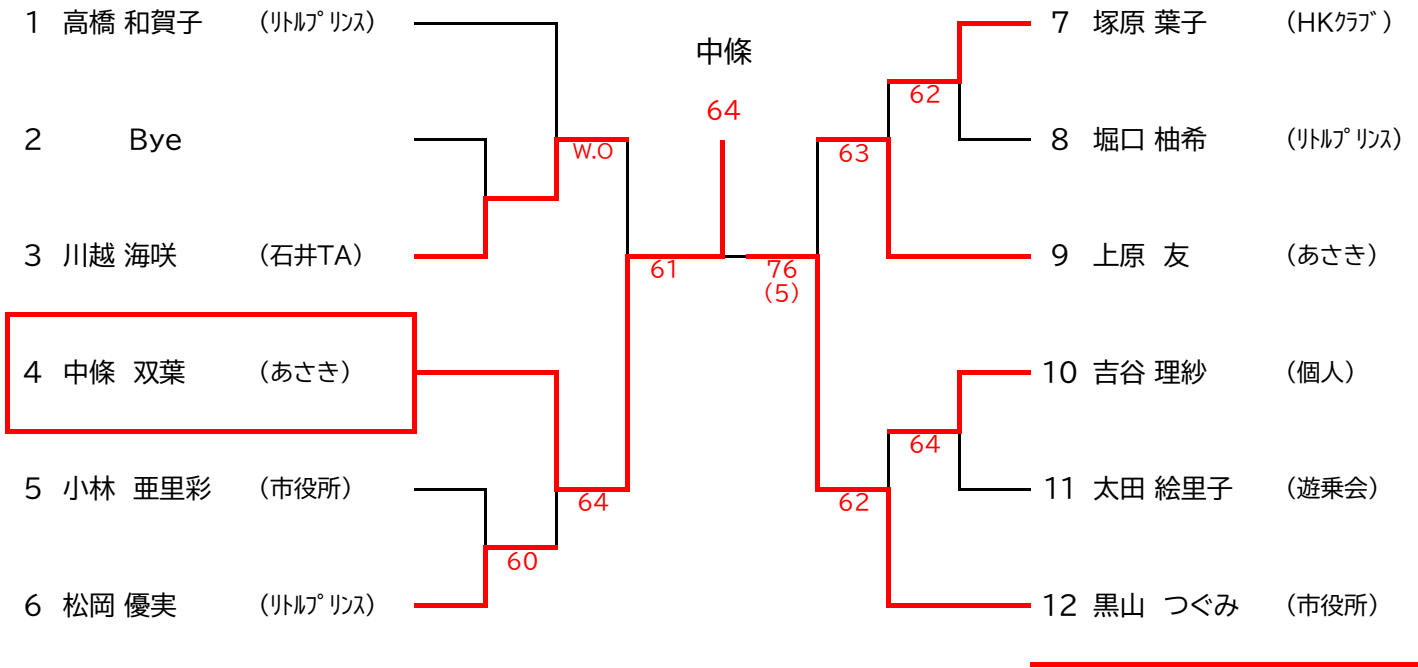 1 高橋 和賀子 (ﾘﾄﾙﾌﾟﾘﾝｽ)
2 Bye
3 川越 海咲 (石井TA)
4 中條 双葉 (あさき)
5 小林 亜里彩 (市役所)
6 松岡 優実 (ﾘﾄﾙﾌﾟﾘﾝｽ)
W.O
64
60
61
中條
64
76
(5)
62
63
64
62
7 塚原 葉子 (HKｸﾗﾌﾞ)
8 堀口 柚希 (ﾘﾄﾙﾌﾟﾘﾝｽ)
9 上原 友 (あさき)
10 吉谷 理紗 (個人)
11 太田 絵里子 (遊乗会)
12 黒山 つぐみ (市役所)